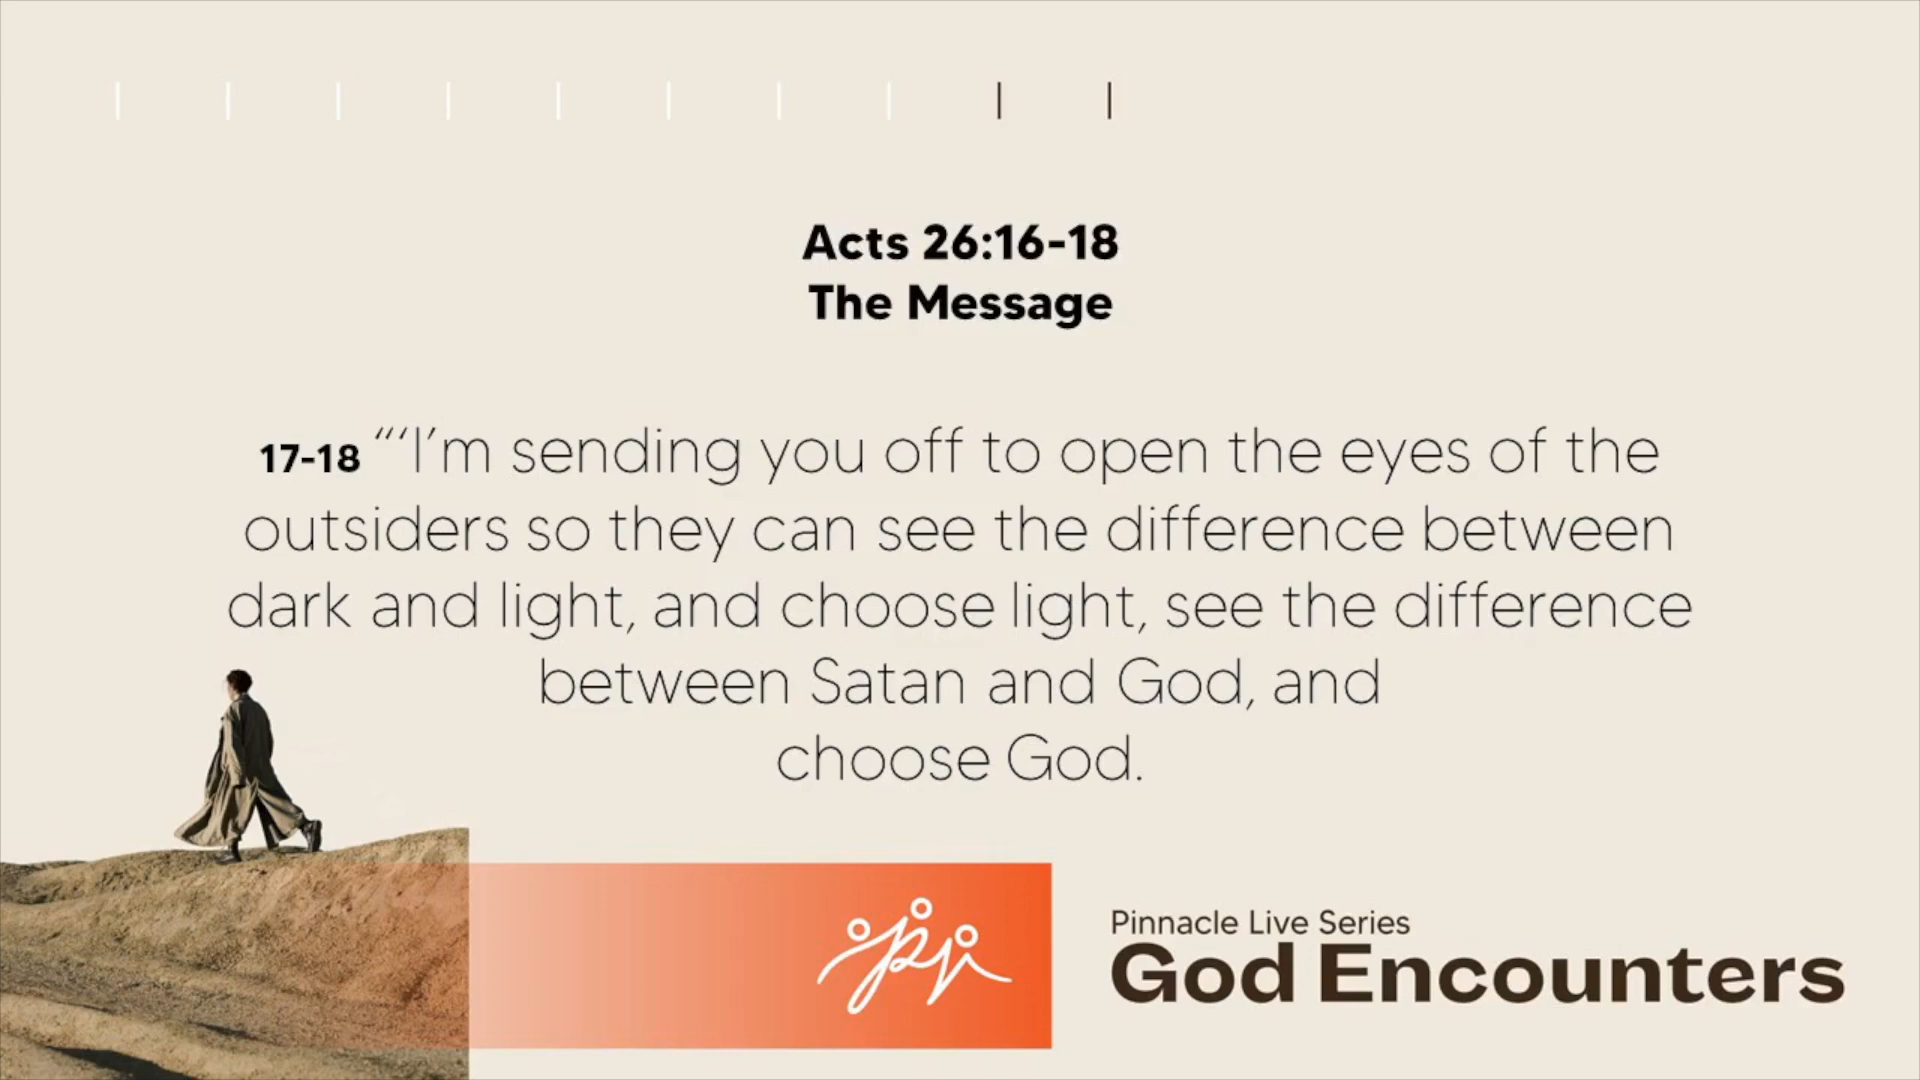 Acts 26:16-18
The Message
17-18 “‘I’m sending you off to open the eyes of the
outsiders so they can see the difference between
dark and light, and choose light, see the difference
between Satan and God, and
choose God.
Pinnacle Live Series
God Encounters